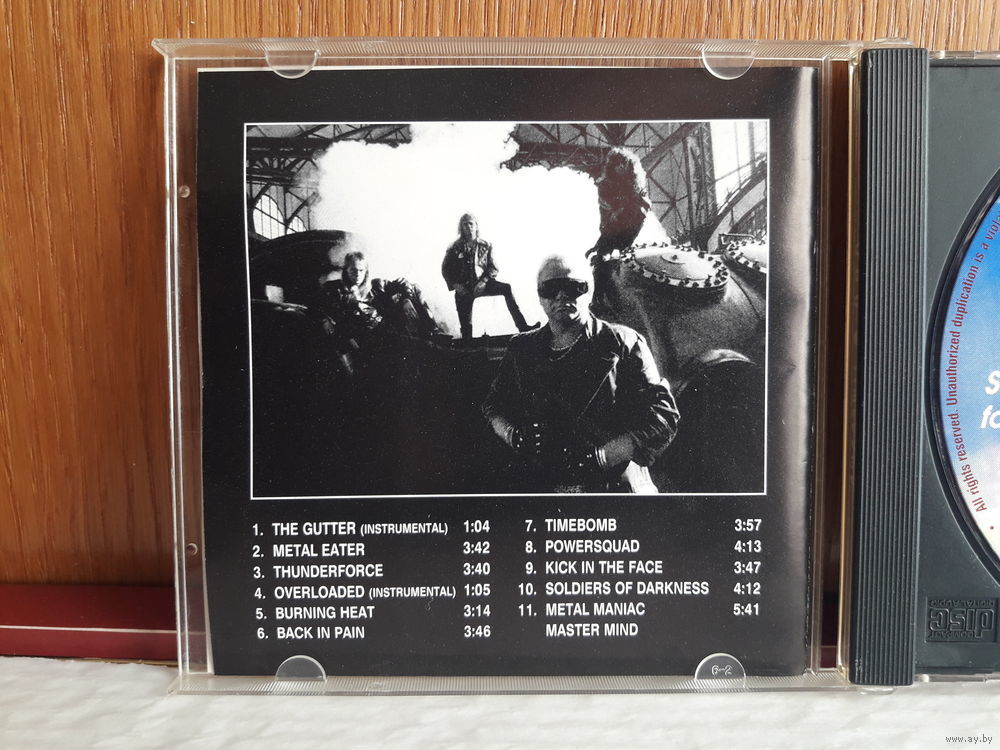 1. THE GUTTER (INSTRUMENTAL) 1:04
2. METAL EATER 3:42
3. THUNDERFORCE 3:40
4. OVERLOADED (INSTRUMENTAL) 1:05
5. BURNING HEAT 3:14
6. BACK IN PAIN 3:46
7. TIMEBOMB 3:57
8. POWERSQUAD 4:13
9. KICK IN THE FACE 3:47
10. SOLDIERS OF DARKNESS 4:12
11. METAL MANIAC 5:41
MASTER MIND
All rights reserved. Unauthorized duplication is a
COMPACT
disc
DIGITAL AUDIO
www.ay.by